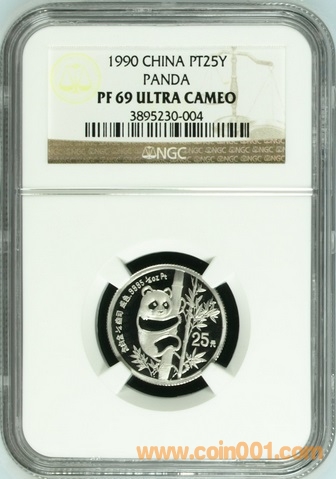 1990 CHINA PT25Y
PANDA
PF 69 ULTRA CAMEO
3895230-004
NGC
25元
www.coin001.com